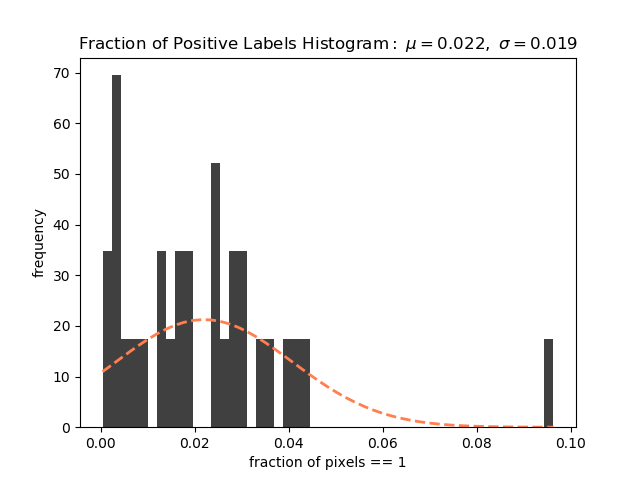 Fraction of Positive Labels Histogram : μ = 0.022, σ = 0.019
70
60
50
40
30
20
10
0
frequency
0.00 0.02 0.04 0.06 0.08 0.10
fraction of pixels == 1